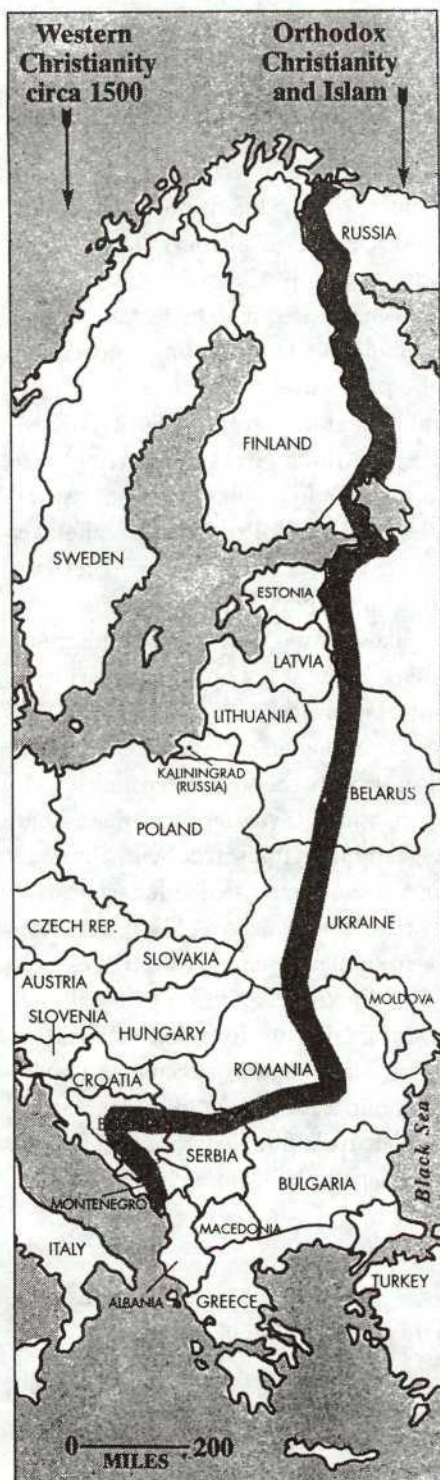 Western
Christianity
circa 1500
Orthodox
Christianity
and Islam
RUSSIA
FINLAND
SWEDEN
ESTONIA
LATVIA
LITHUANIA
KALININGRAD
(RUSSIA)
BELARUS
POLAND
UKRAINE
CZECH REP.
SLOVAKIA
AUSTRIA
MOLDOVA
SLOVENIA
HUNGARY
ROMANIA
CROATIA
SERBIA
BULGARIA
Black Sea
MONTENEGRO
MACEDONIA
ITALY
ALBANIA
GREECE
TURKEY
0 200
MILES